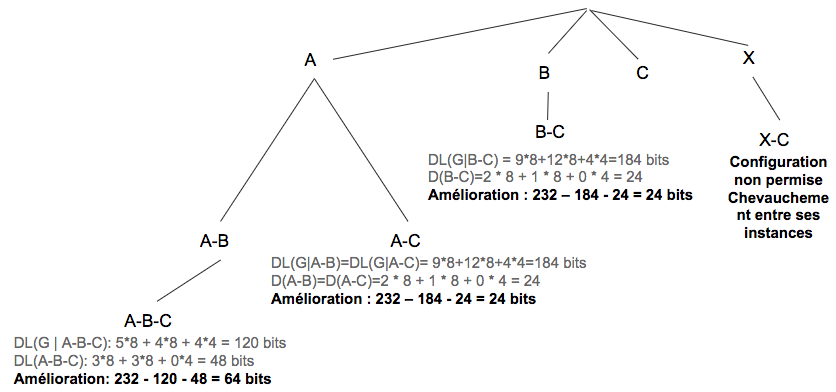 A
B
C
X
B-C
DL(G|B-C) = 9*8+12*8+4*4=184 bits
D(B-C)=2 * 8 + 1 * 8 + 0 * 4 = 24
Amélioration : 232 – 184 - 24 = 24 bits
X-C
Configuration
non permise
Chevaucheme
nt entre ses
instances
A-B
A-C
DL(G|A-B)=DL(G|A-C)= 9*8+12*8+4*4=184 bits
D(A-B)=D(A-C)=2 * 8 + 1 * 8 + 0 * 4 = 24
Amélioration : 232 – 184 - 24 = 24 bits
A-B-C
DL(G | A-B-C): 5*8 + 4*8 + 4*4 = 120 bits
DL(A-B-C): 3*8 + 3*8 + 0*4 = 48 bits
Amélioration: 232 - 120 - 48 = 64 bits